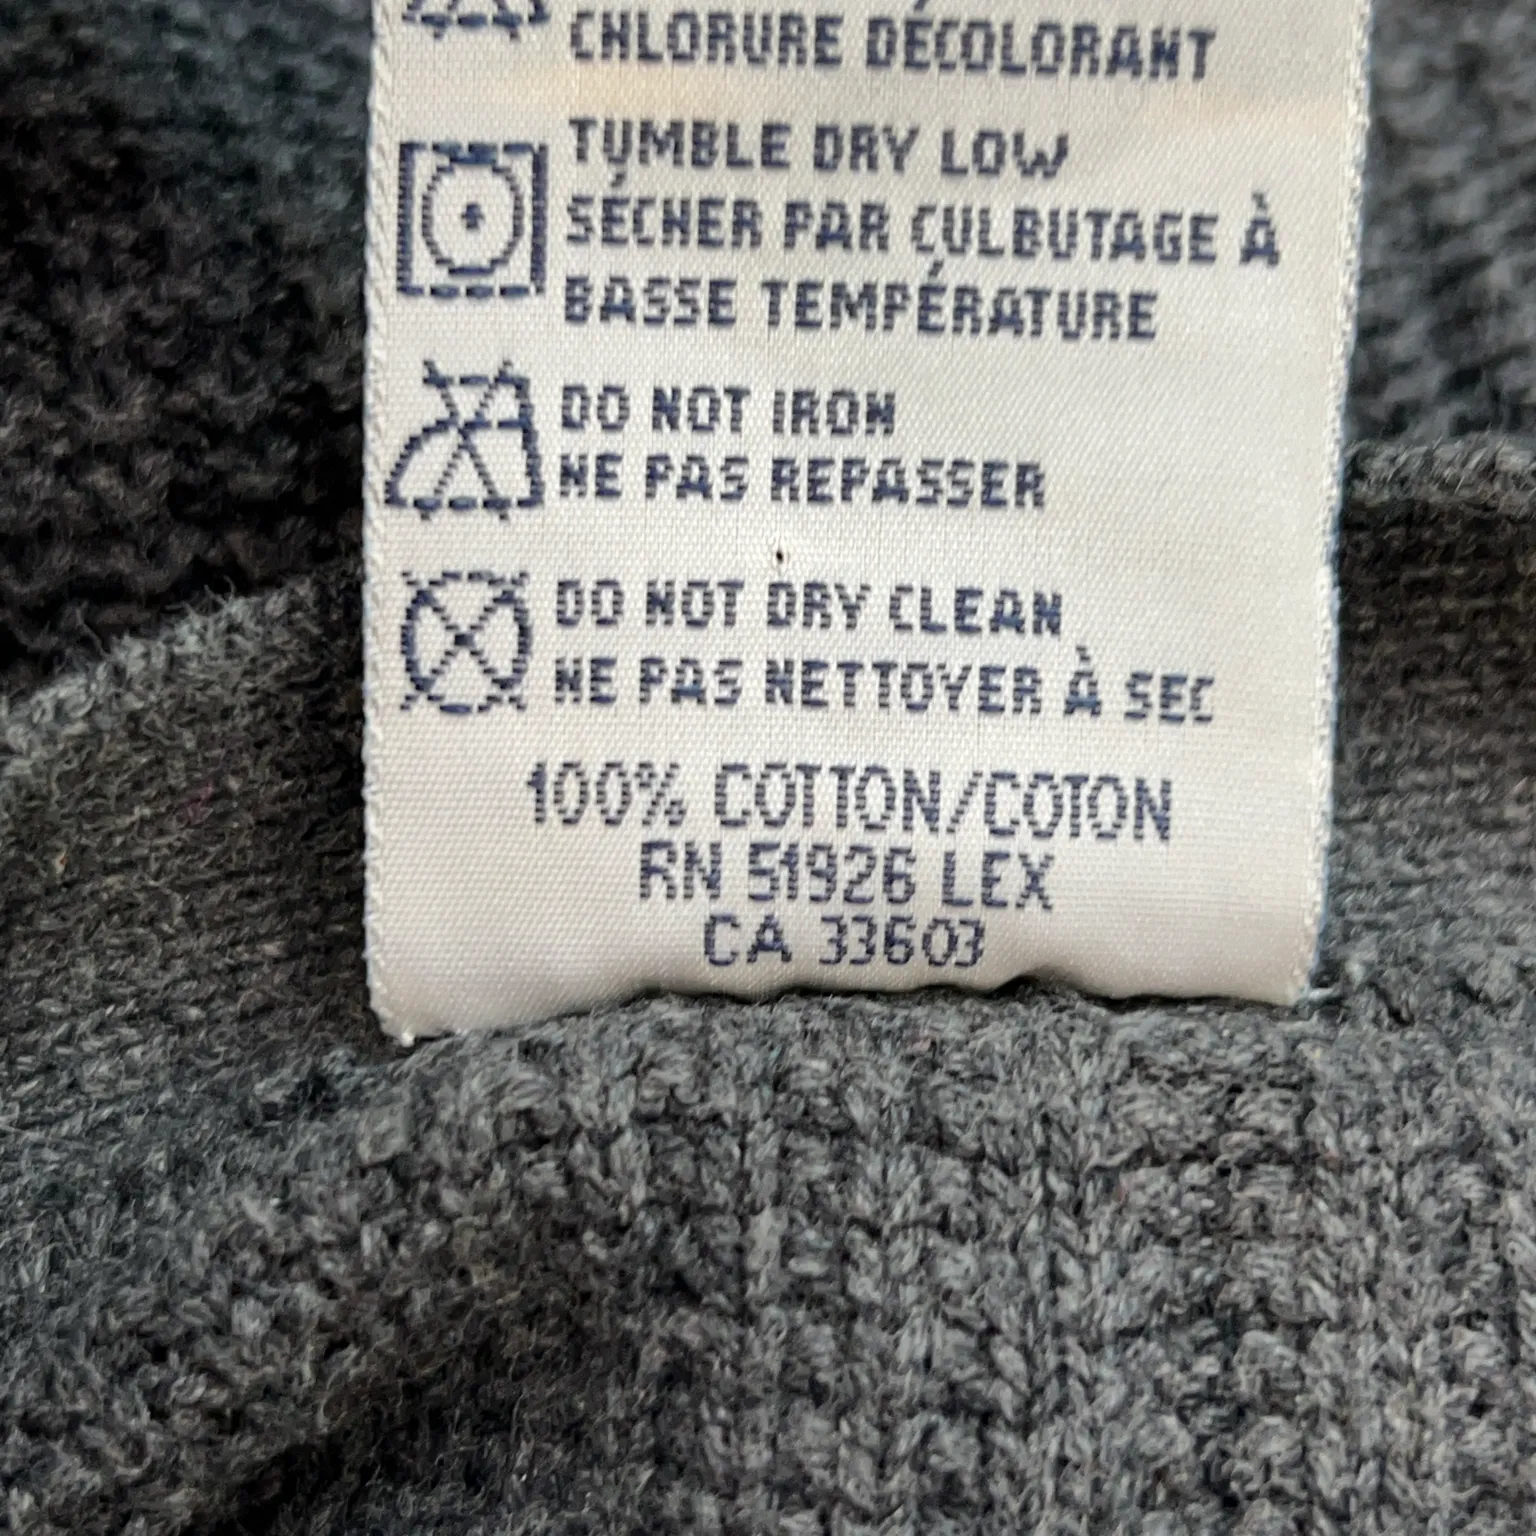 CHLORURE DÉCOLORANT
TUMBLE DRY LOW
SÉCHER PAR CULBUTAGE À
BASSE TEMPÉRATURE
DO NOT IRON
NE PAS REPASSER
DO NOT DRY CLEAN
NE PAS NETTOYER À SEC
100% COTTON/COTON
RN 51926 LEX
CA 33603